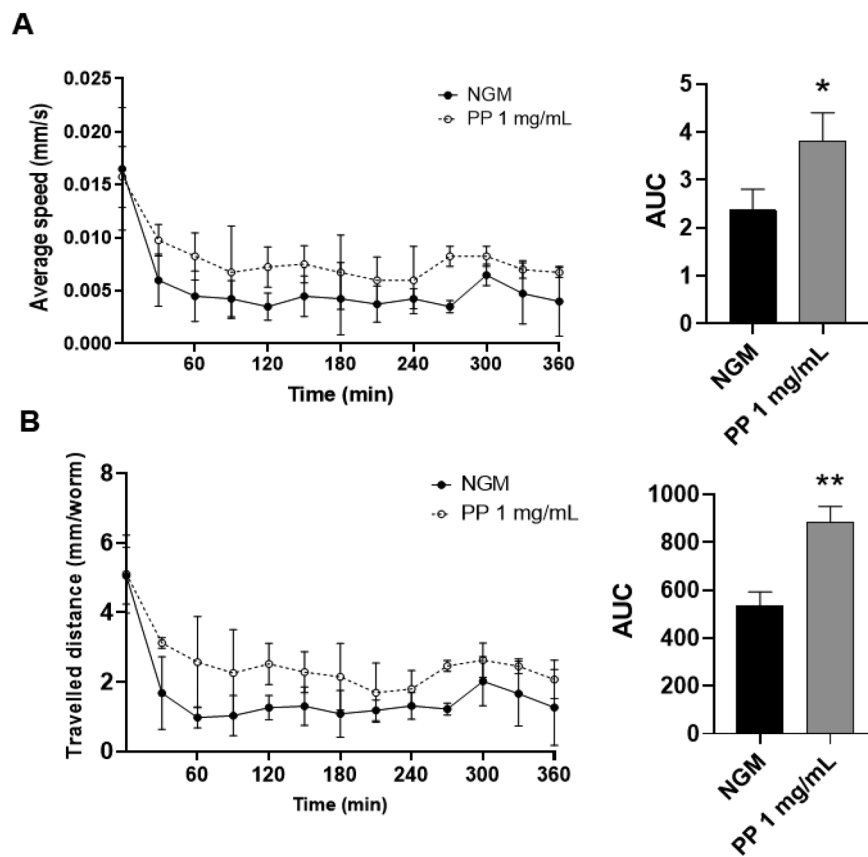 A
Average speed (mm/s)
0.025
0.020
0.015
0.010
0.005
0.000
NGM
PP 1 mg/mL
60 120 180 240 300 360
Time (min)
AUC
5
4
3
2
1
0
*
NGM
PP 1 mg/mL
B
Travelled distance (mm/worm)
8
6
4
2
0
NGM
PP 1 mg/mL
60 120 180 240 300 360
Time (min)
AUC
1000
800
600
400
200
0
**
NGM
PP 1 mg/mL